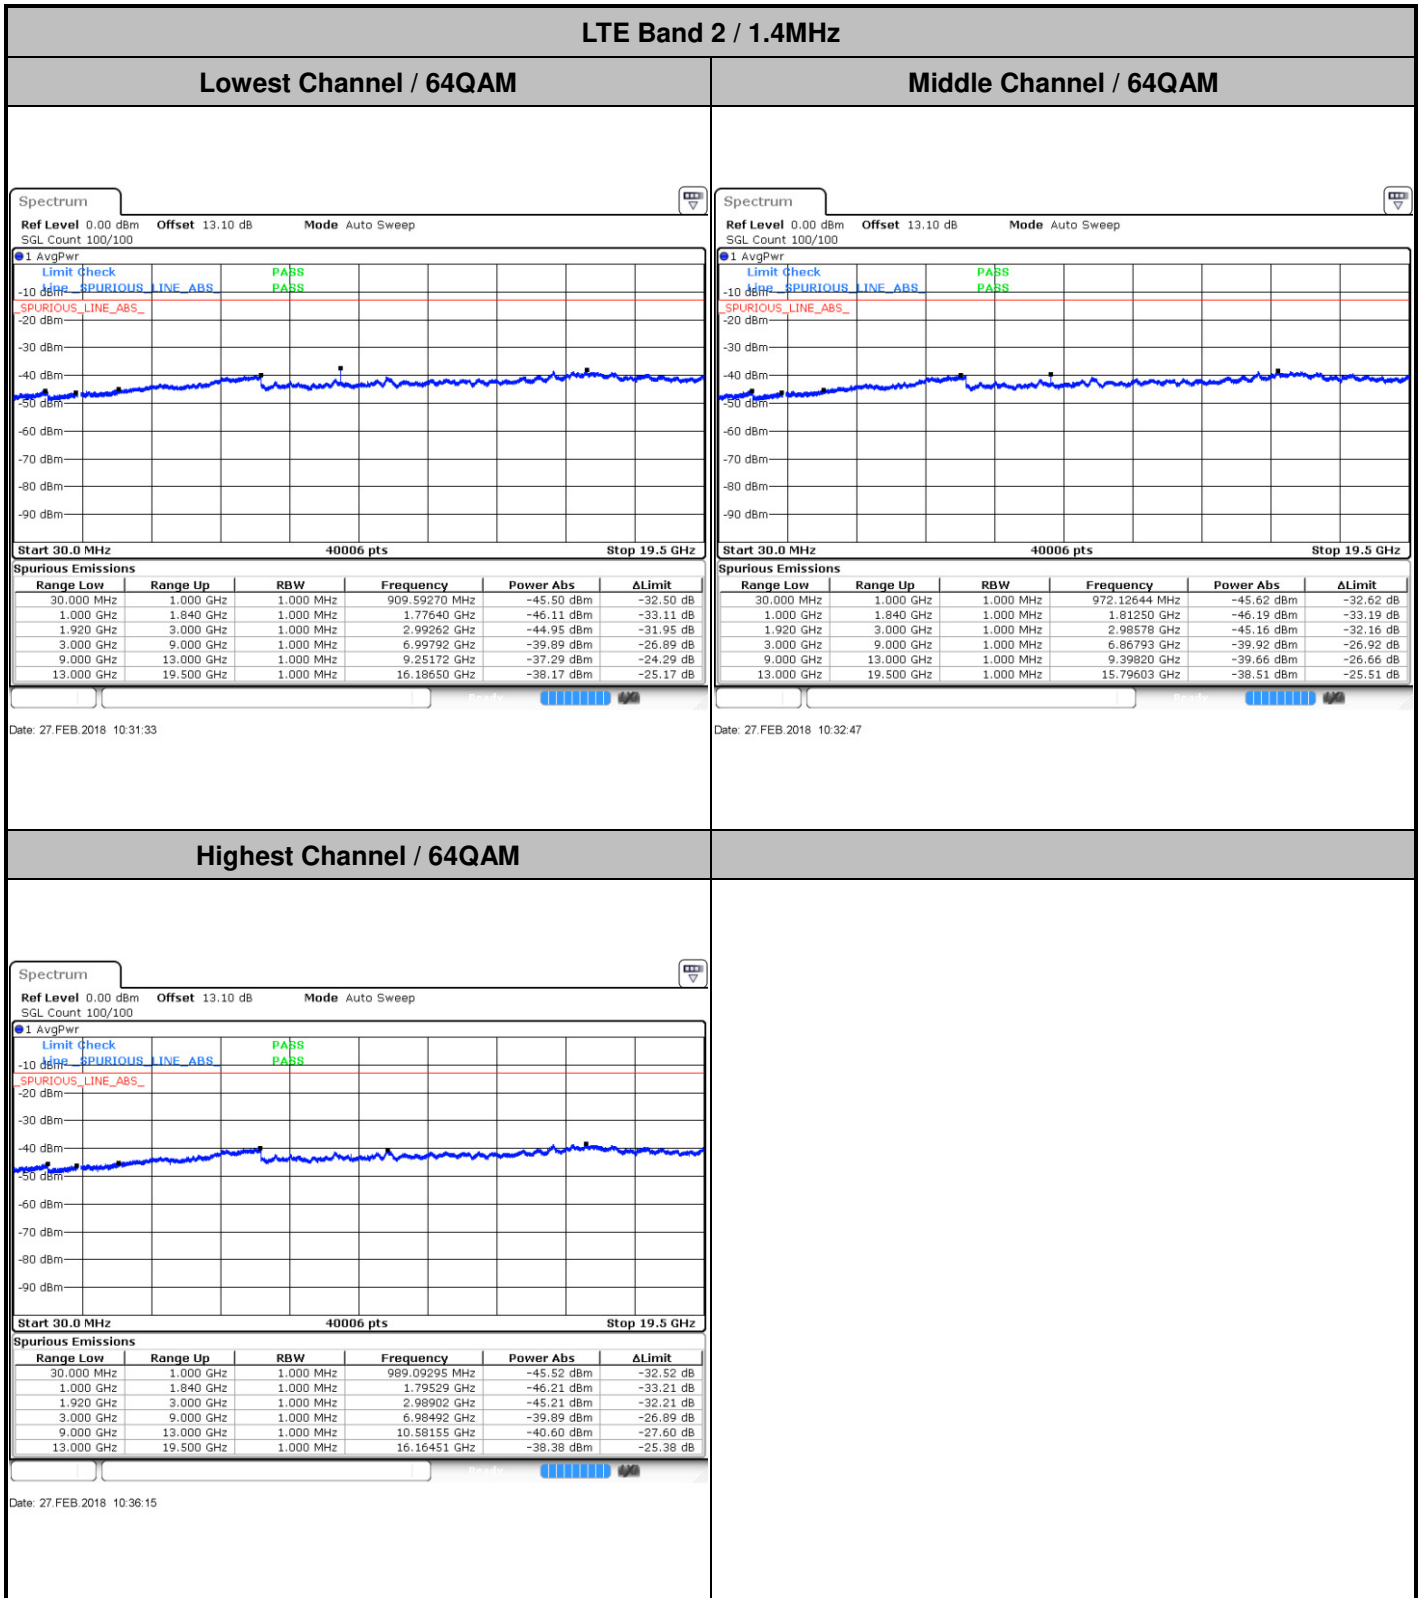 LTE Band 2 / 1.4MHz
Lowest Channel / 64QAM
Middle Channel / 64QAM
Spectrum
Ref Level 0.00 dBm Offset 13.10 dB Mode Auto Sweep
SGL Count 100/100
1 AvgPwr
Limit Check PASS
Line _SPURIOUS_LINE_ABS_ PASS
-10 dBm
_SPURIOUS_LINE_ABS_
-20 dBm
-30 dBm
-40 dBm
-50 dBm
-60 dBm
-70 dBm
-80 dBm
-90 dBm
Start 30.0 MHz 40006 pts Stop 19.5 GHz
Spurious Emissions
Range Low Range Up RBW Frequency Power Abs ΔLimit
30.000 MHz 1.000 GHz 1.000 MHz 909.59270 MHz -45.50 dBm -32.50 dB
1.000 GHz 1.840 GHz 1.000 MHz 1.77640 GHz -46.11 dBm -33.11 dB
1.920 GHz 3.000 GHz 1.000 MHz 2.99262 GHz -44.95 dBm -31.95 dB
3.000 GHz 9.000 GHz 1.000 MHz 6.99792 GHz -39.89 dBm -26.89 dB
9.000 GHz 13.000 GHz 1.000 MHz 9.25172 GHz -37.29 dBm -24.29 dB
13.000 GHz 19.500 GHz 1.000 MHz 16.18650 GHz -38.17 dBm -25.17 dB
Date: 27.FEB.2018 10:31:33
Spectrum
Ref Level 0.00 dBm Offset 13.10 dB Mode Auto Sweep
SGL Count 100/100
1 AvgPwr
Limit Check PASS
Line _SPURIOUS_LINE_ABS_ PASS
-10 dBm
_SPURIOUS_LINE_ABS_
-20 dBm
-30 dBm
-40 dBm
-50 dBm
-60 dBm
-70 dBm
-80 dBm
-90 dBm
Start 30.0 MHz 40006 pts Stop 19.5 GHz
Spurious Emissions
Range Low Range Up RBW Frequency Power Abs ΔLimit
30.000 MHz 1.000 GHz 1.000 MHz 972.12644 MHz -45.62 dBm -32.62 dB
1.000 GHz 1.840 GHz 1.000 MHz 1.81250 GHz -46.19 dBm -33.19 dB
1.920 GHz 3.000 GHz 1.000 MHz 2.98578 GHz -45.16 dBm -32.16 dB
3.000 GHz 9.000 GHz 1.000 MHz 6.86793 GHz -39.92 dBm -26.92 dB
9.000 GHz 13.000 GHz 1.000 MHz 9.39820 GHz -39.66 dBm -26.66 dB
13.000 GHz 19.500 GHz 1.000 MHz 15.79603 GHz -38.51 dBm -25.51 dB
Date: 27.FEB.2018 10:32:47
Highest Channel / 64QAM
Spectrum
Ref Level 0.00 dBm Offset 13.10 dB Mode Auto Sweep
SGL Count 100/100
1 AvgPwr
Limit Check PASS
Line _SPURIOUS_LINE_ABS_ PASS
-10 dBm
_SPURIOUS_LINE_ABS_
-20 dBm
-30 dBm
-40 dBm
-50 dBm
-60 dBm
-70 dBm
-80 dBm
-90 dBm
Start 30.0 MHz 40006 pts Stop 19.5 GHz
Spurious Emissions
Range Low Range Up RBW Frequency Power Abs ΔLimit
30.000 MHz 1.000 GHz 1.000 MHz 989.09295 MHz -45.52 dBm -32.52 dB
1.000 GHz 1.840 GHz 1.000 MHz 1.79529 GHz -46.21 dBm -33.21 dB
1.920 GHz 3.000 GHz 1.000 MHz 2.98902 GHz -45.21 dBm -32.21 dB
3.000 GHz 9.000 GHz 1.000 MHz 6.98492 GHz -39.89 dBm -26.89 dB
9.000 GHz 13.000 GHz 1.000 MHz 10.58155 GHz -40.60 dBm -27.60 dB
13.000 GHz 19.500 GHz 1.000 MHz 16.16451 GHz -38.38 dBm -25.38 dB
Date: 27.FEB.2018 10:36:15